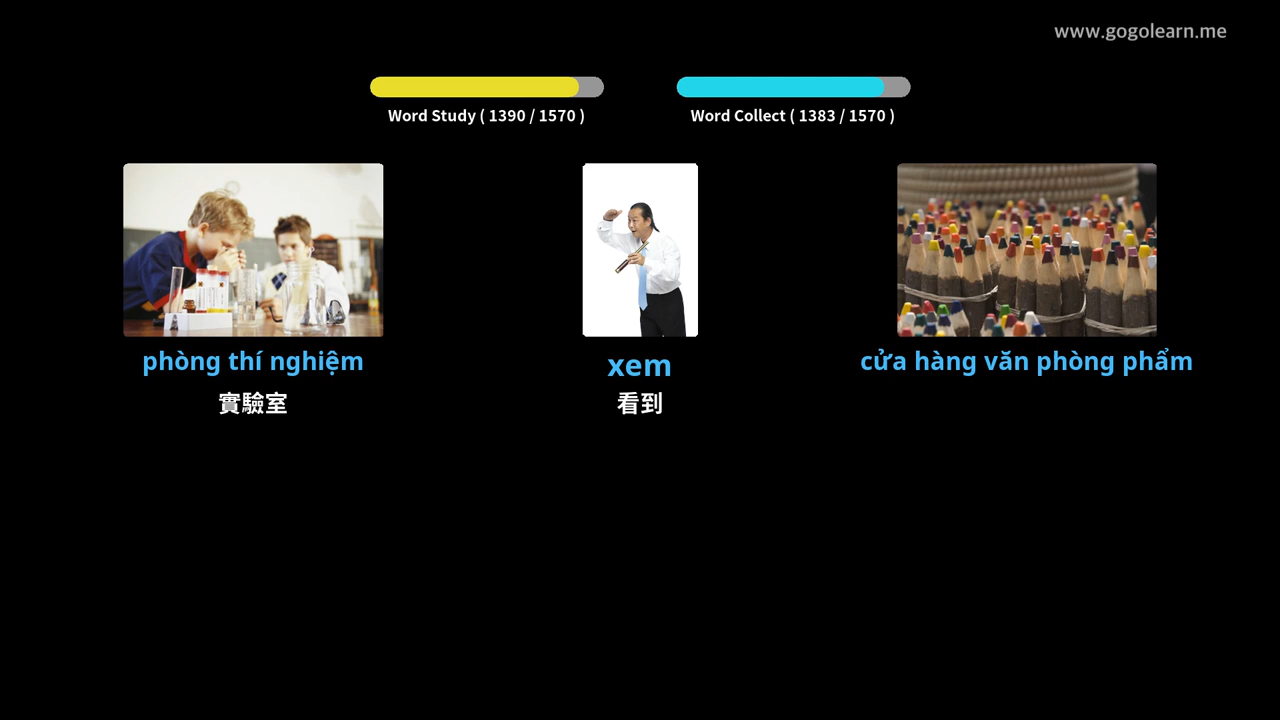 www.gogolearn.me
Word Study ( 1390 / 1570 )
Word Collect ( 1383 / 1570 )
phòng thí nghiệm
實驗室
xem
看到
cửa hàng văn phòng phẩm